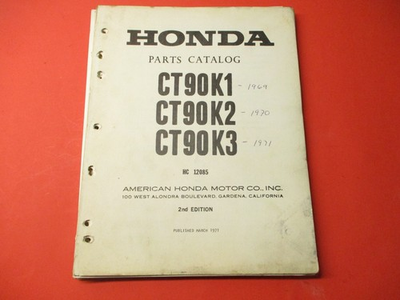 HONDA
PARTS CATALOG
CT90K1 - 1969
CT90K2 - 1970
CT90K3 - 1971
HC 12085
AMERICAN HONDA MOTOR CO., INC.
100 WEST ALONDRA BOULEVARD, GARDENA, CALIFORNIA
2nd EDITION
PUBLISHED MARCH 1971